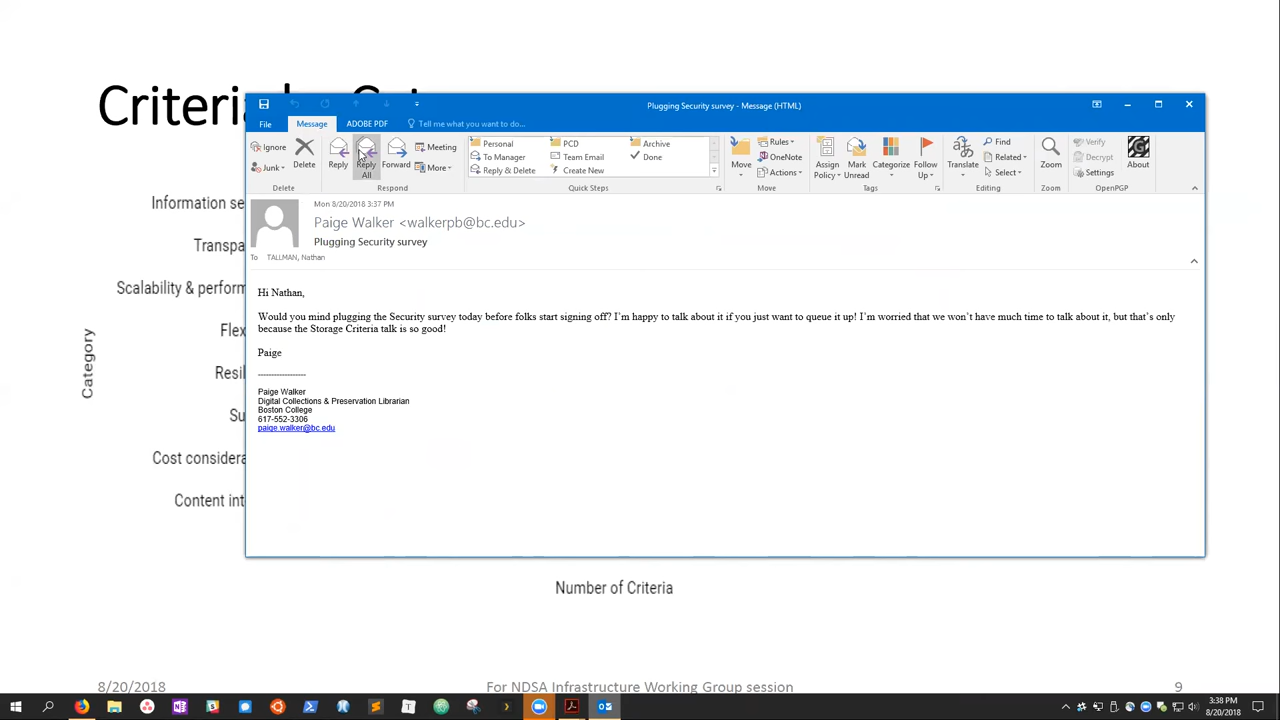 Criteria
Plugging Security survey - Message (HTML)
File Message ADOBE PDF Tell me what you want to do...
Ignore
Junk
Delete
Reply
Reply All
Forward
Meeting
More
Personal
To Manager
Reply & Delete
PCD
Team Email
Create New
Archive
Done
Move
Rules
OneNote
Actions
Assign Policy
Mark Unread
Categorize
Follow Up
Translate
Find
Related
Select
Zoom
Verify
Decrypt
Settings
About
Delete Respond Quick Steps Move Tags Editing Zoom OpenPGP
Mon 8/20/2018 3:37 PM
Paige Walker <walkerpb@bc.edu>
Plugging Security survey
To TALLMAN, Nathan
Hi Nathan,
Would you mind plugging the Security survey today before folks start signing off? I'm happy to talk about it if you just want to queue it up! I'm worried that we won't have much time to talk about it, but that's only
because the Storage Criteria talk is so good!
Paige
------------------
Paige Walker
Digital Collections & Preservation Librarian
Boston College
617-552-3306
paige.walker@bc.edu
Category
Information se
Transpa
Scalability & perform
Flex
Resil
Su
Cost considera
Content int
Number of Criteria
8/20/2018 For NDSA Infrastructure Working Group session 9
3:38 PM
8/20/2018